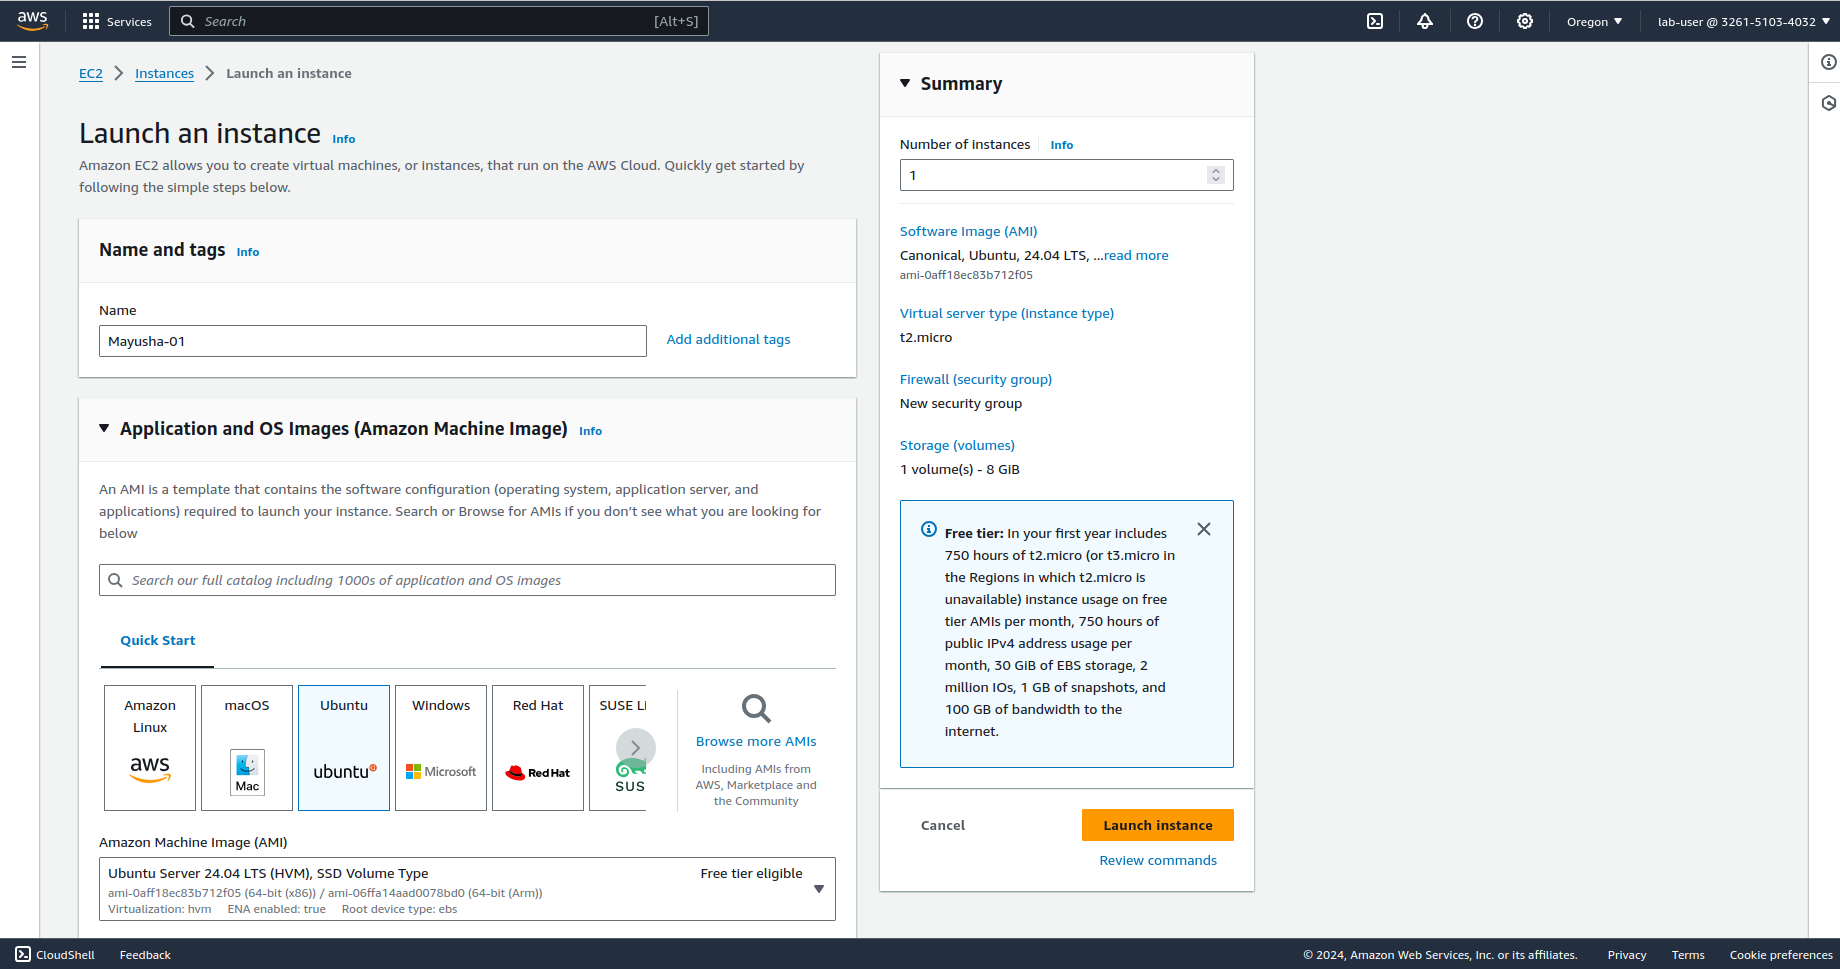 aws
Services
Search
[Alt+S]
Oregon
lab-user @ 3261-5103-4032
EC2
Instances
Launch an instance
Launch an instance
Info
Amazon EC2 allows you to create virtual machines, or instances, that run on the AWS Cloud. Quickly get started by
following the simple steps below.
Name and tags
Info
Name
Mayusha-01
Add additional tags
Application and OS Images (Amazon Machine Image)
Info
An AMI is a template that contains the software configuration (operating system, application server, and
applications) required to launch your instance. Search or Browse for AMIs if you don’t see what you are looking for
below
Search our full catalog including 1000s of application and OS images
Quick Start
Amazon
Linux
aws
macOS
Mac
Ubuntu
ubuntu
Windows
Microsoft
Red Hat
Red Hat
SUSE Li
SUS
Browse more AMIs
Including AMIs from
AWS, Marketplace and
the Community
Amazon Machine Image (AMI)
Ubuntu Server 24.04 LTS (HVM), SSD Volume Type
Free tier eligible
ami-0aff18ec83b712f05 (64-bit (x86)) / ami-06ffa14aad0078bd0 (64-bit (Arm))
Virtualization: hvm
ENA enabled: true
Root device type: ebs
Summary
Number of instances
Info
1
Software Image (AMI)
Canonical, Ubuntu, 24.04 LTS, ...read more
ami-0aff18ec83b712f05
Virtual server type (instance type)
t2.micro
Firewall (security group)
New security group
Storage (volumes)
1 volume(s) - 8 GiB
Free tier: In your first year includes
750 hours of t2.micro (or t3.micro in
the Regions in which t2.micro is
unavailable) instance usage on free
tier AMIs per month, 750 hours of
public IPv4 address usage per
month, 30 GiB of EBS storage, 2
million IOs, 1 GB of snapshots, and
100 GB of bandwidth to the
internet.
Cancel
Launch instance
Review commands
CloudShell
Feedback
© 2024, Amazon Web Services, Inc. or its affiliates.
Privacy
Terms
Cookie preferences